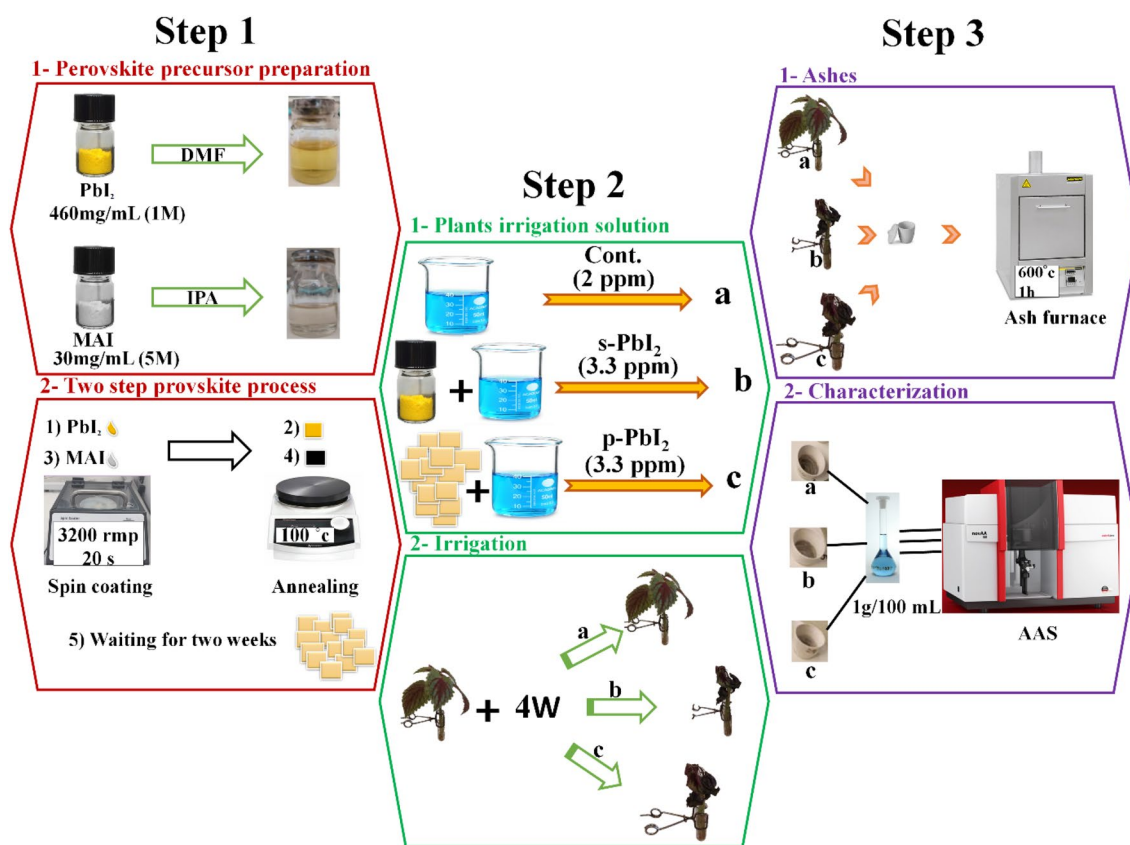 Step 1
1- Perovskite precursor preparation
DMF
PbI₂
460mg/mL (1M)
IPA
MAI
30mg/mL (5M)
2- Two step provskite process
1) PbI₂
2)
3) MAI
4)
3200 rmp
20 s
100 °c
Spin coating
Annealing
5) Waiting for two weeks
Step 2
1- Plants irrigation solution
Cont.
(2 ppm)
a
s-PbI₂
(3.3 ppm)
b
p-PbI₂
(3.3 ppm)
c
2- Irrigation
a
+ 4W
b
c
Step 3
1- Ashes
a
b
c
600°c
1h
Ash furnace
2- Characterization
a
b
c
1g/100 mL
AAS